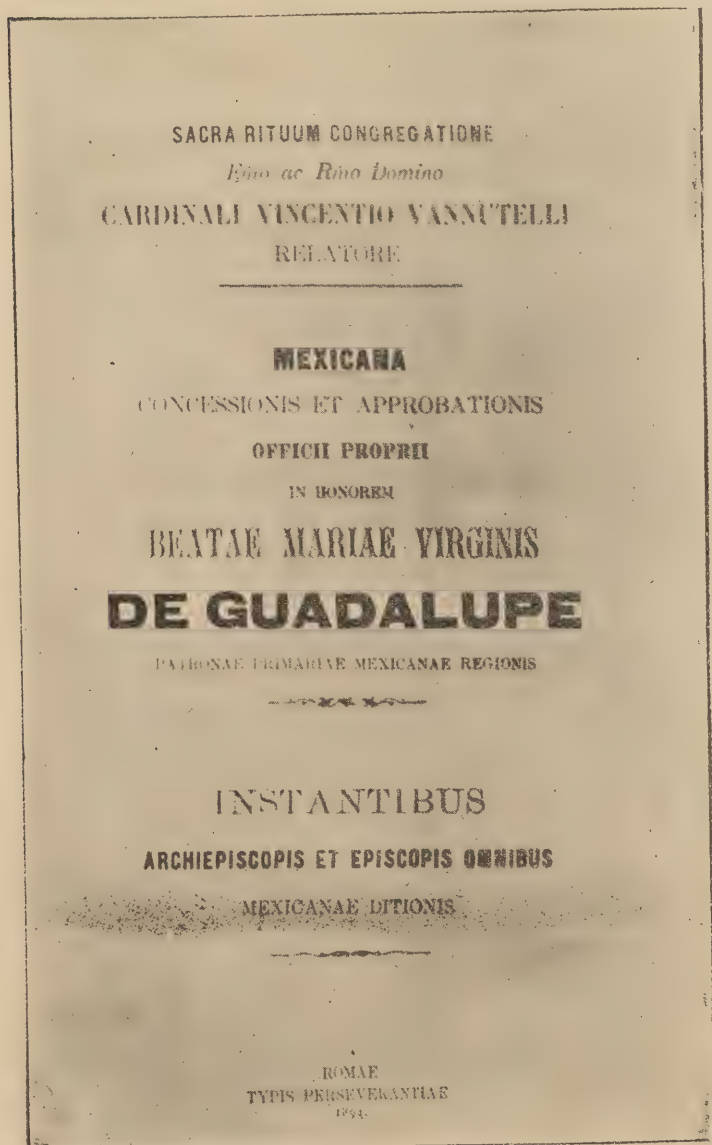 SACRA RITUUM CONGREGATIONE
Emo ac Rmo Domino
CARDINALI VINCENTIO VANNUTELLI
RELATORE
MEXICANA
CONCESSIONIS ET APPROBATIONIS
OFFICII PROPRII
IN HONOREM
BEATAE MARIAE VIRGINIS
DE GUADALUPE
PATRONAE PRIMARIAE MEXICANAE REGIONIS
INSTANTIBUS
ARCHIEPISCOPIS ET EPISCOPIS OMNIBUS
MEXICANAE DITIONIS
ROMAE
TYPIS PERSEVERANTIAE
1894.